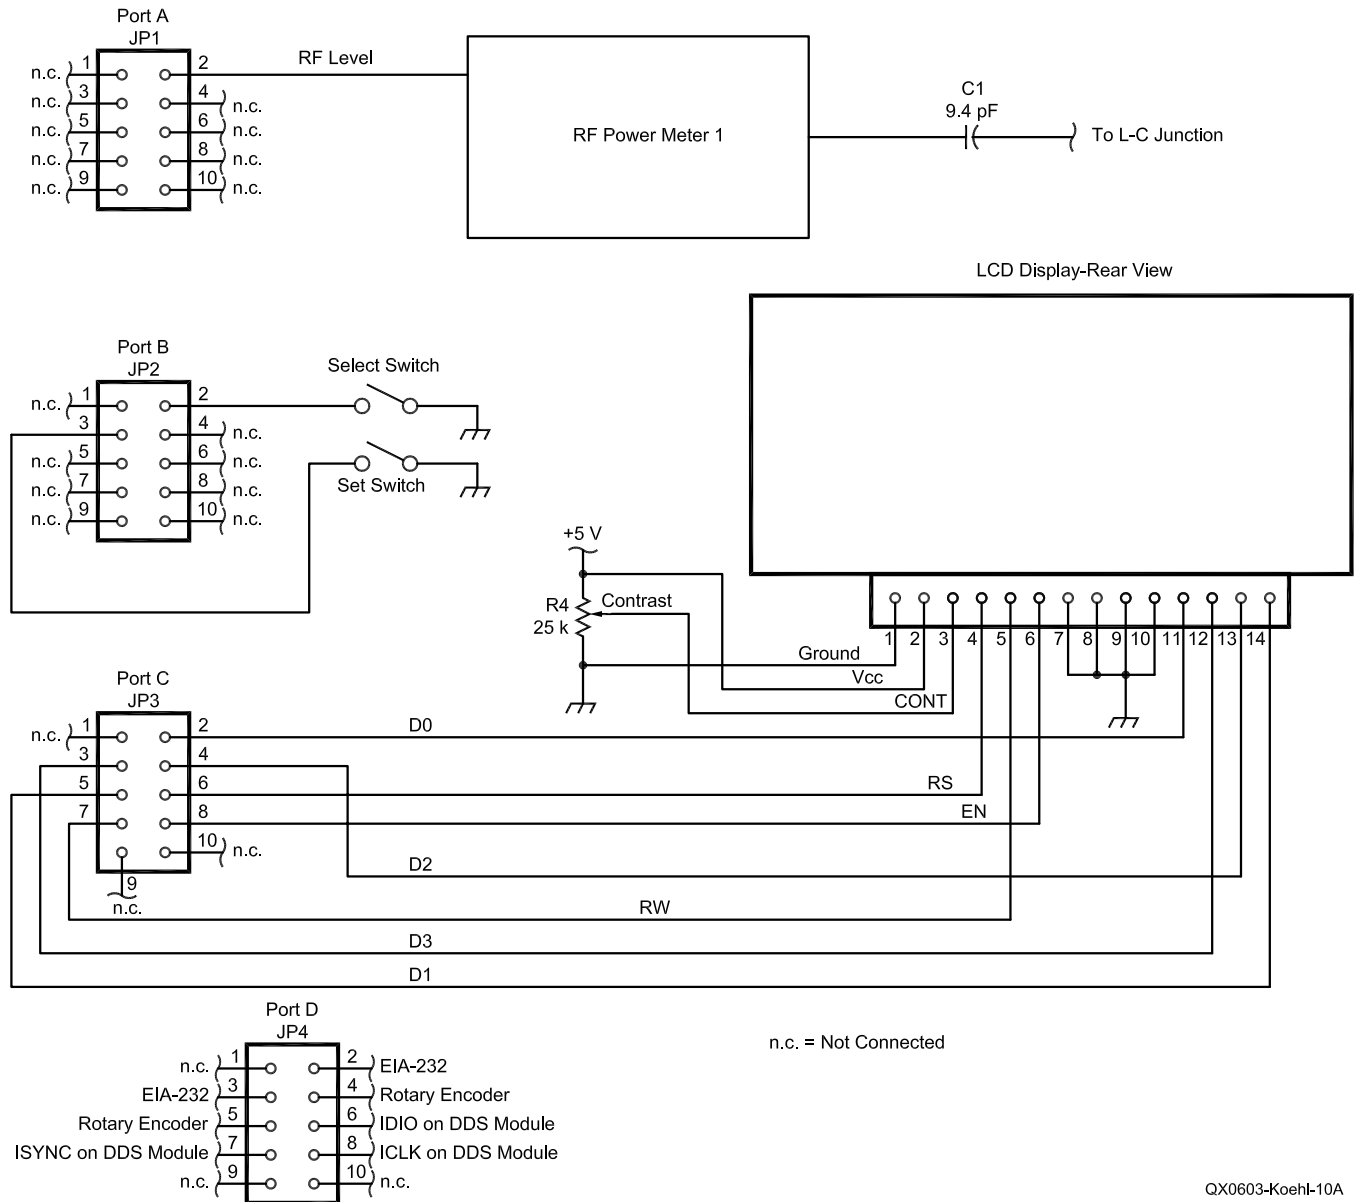 Port A
JP1
n.c. 1 2 RF Level
n.c. 3 4 n.c.
n.c. 5 6 n.c.
n.c. 7 8 n.c.
n.c. 9 10 n.c.
RF Power Meter 1
C1
9.4 pF
To L-C Junction
LCD Display-Rear View
Port B
JP2
n.c. 1 2
3 4 n.c.
n.c. 5 6 n.c.
n.c. 7 8 n.c.
n.c. 9 10 n.c.
Select Switch
Set Switch
+5 V
R4
25 k
Contrast
1 2 3 4 5 6 7 8 9 10 11 12 13 14
Ground
Vcc
CONT
Port C
JP3
n.c. 1 2 D0
3 4
5 6 RS
7 8 EN
10 n.c.
9
n.c.
D2
RW
D3
D1
Port D
JP4
n.c. 1 2 EIA-232
EIA-232 3 4 Rotary Encoder
Rotary Encoder 5 6 IDIO on DDS Module
ISYNC on DDS Module 7 8 ICLK on DDS Module
n.c. 9 10 n.c.
n.c. = Not Connected
QX0603-Koehl-10A